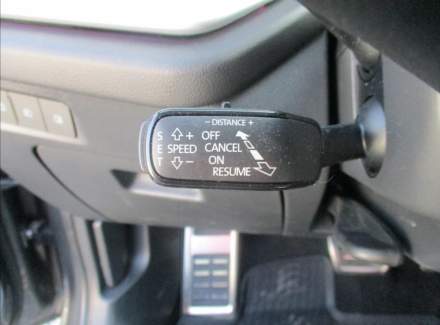 - DISTANCE +
S + OFF
E SPEED CANCEL
T - ON
RESUME